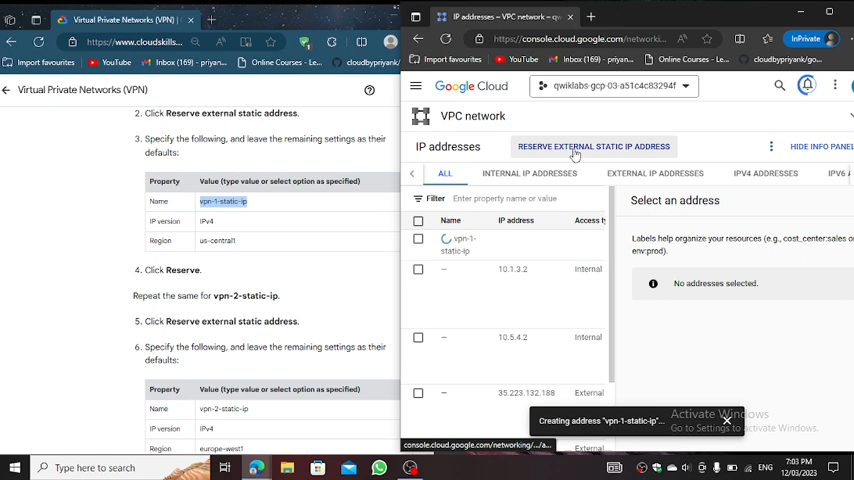 Virtual Private Networks (VPN) |
https://www.cloudskills...
Import favourites
YouTube
Inbox (169) - priyan...
Online Courses - Le...
cloudbypriyank
Virtual Private Networks (VPN)
2. Click Reserve external static address.
3. Specify the following, and leave the remaining settings as their
defaults:
Property
Value (type value or select option as specified)
Name
vpn-1-static-ip
IP version
IPv4
Region
us-central1
4. Click Reserve.
Repeat the same for vpn-2-static-ip.
5. Click Reserve external static address.
6. Specify the following, and leave the remaining settings as their
defaults:
Property
Value (type value or select option as specified)
Name
vpn-2-static-ip
IP version
IPv4
Region
europe-west1
IP addresses – VPC network – q
https://console.cloud.google.com/networki...
InPrivate
Import favourites
YouTube
Inbox (169) - priyan...
Online Courses - Le...
cloudbypriyank/go...
Google Cloud
qwiklabs-gcp-03-a51c4c83294f
VPC network
IP addresses
RESERVE EXTERNAL STATIC IP ADDRESS
HIDE INFO PANEL
ALL
INTERNAL IP ADDRESSES
EXTERNAL IP ADDRESSES
IPV4 ADDRESSES
IPV6 A
Filter
Enter property name or value
Name
IP address
Access ty
vpn-1-
static-ip
–
10.1.3.2
Internal
–
10.5.4.2
Internal
–
35.223.132.188
External
External
Select an address
Labels help organize your resources (e.g., cost_center:sales o
env:prod).
No addresses selected.
Creating address "vpn-1-static-ip"...
Activate Windows
Go to Settings to activate Windows.
console.cloud.google.com/networking/.../a...
Type here to search
ENG
7:03 PM
12/03/2023